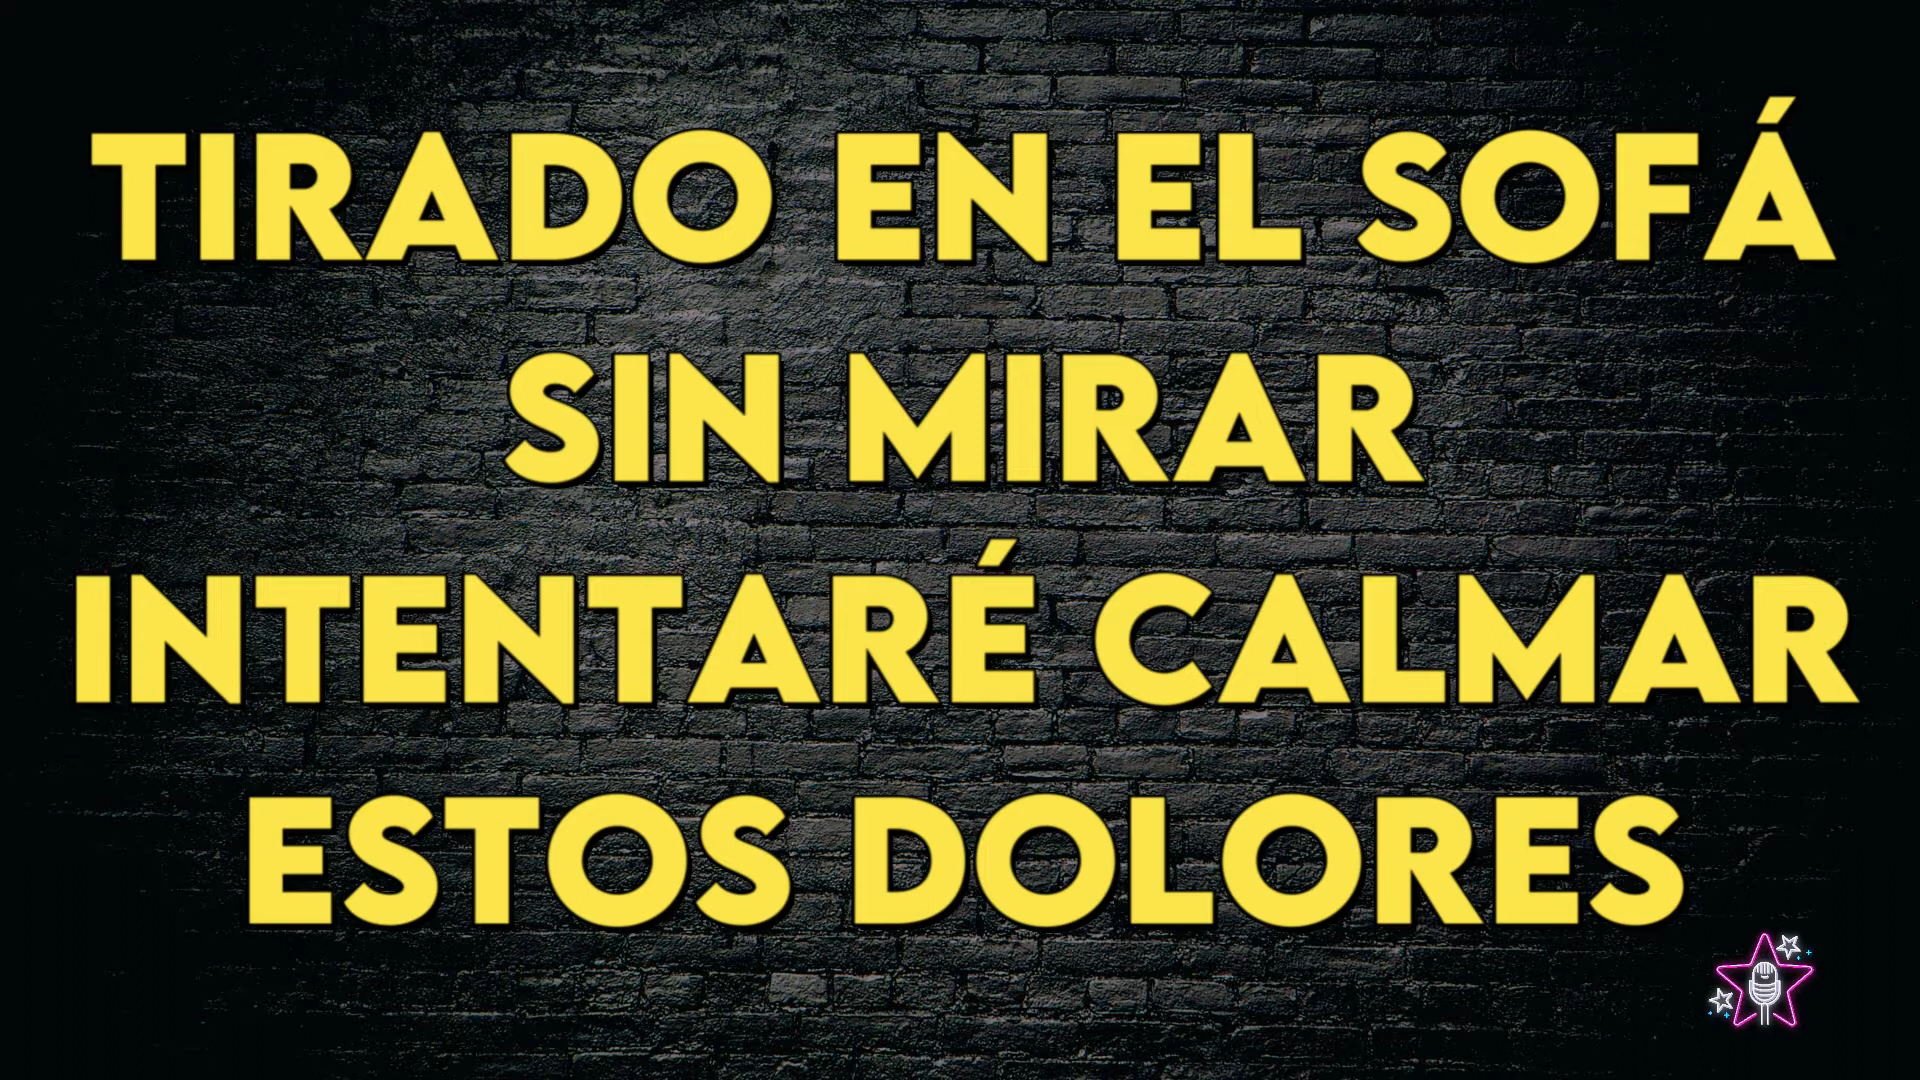 TIRADO EN EL SOFÁ
SIN MIRAR
INTENTARÉ CALMAR
ESTOS DOLORES